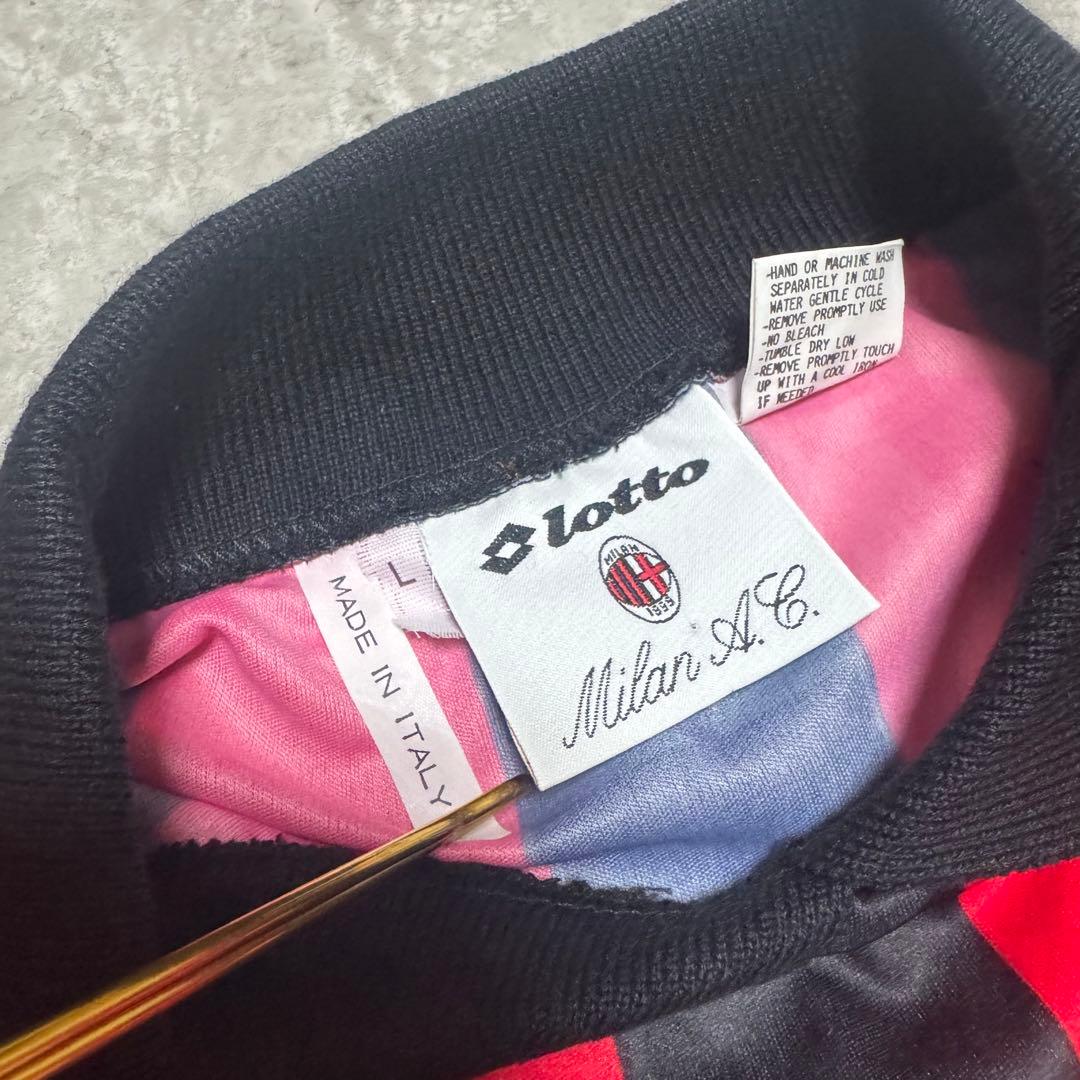 -HAND OR MACHINE WASH
SEPARATELY IN COLD
WATER GENTLE CYCLE
-REMOVE PROMPTLY USE
-NO BLEACH
-TUMBLE DRY LOW
-REMOVE PROMPTLY TOUCH
UP WITH A COOL IRON
IF NEEDED
lotto
MILAN
1899
Milan A.C.
L
MADE IN ITALY